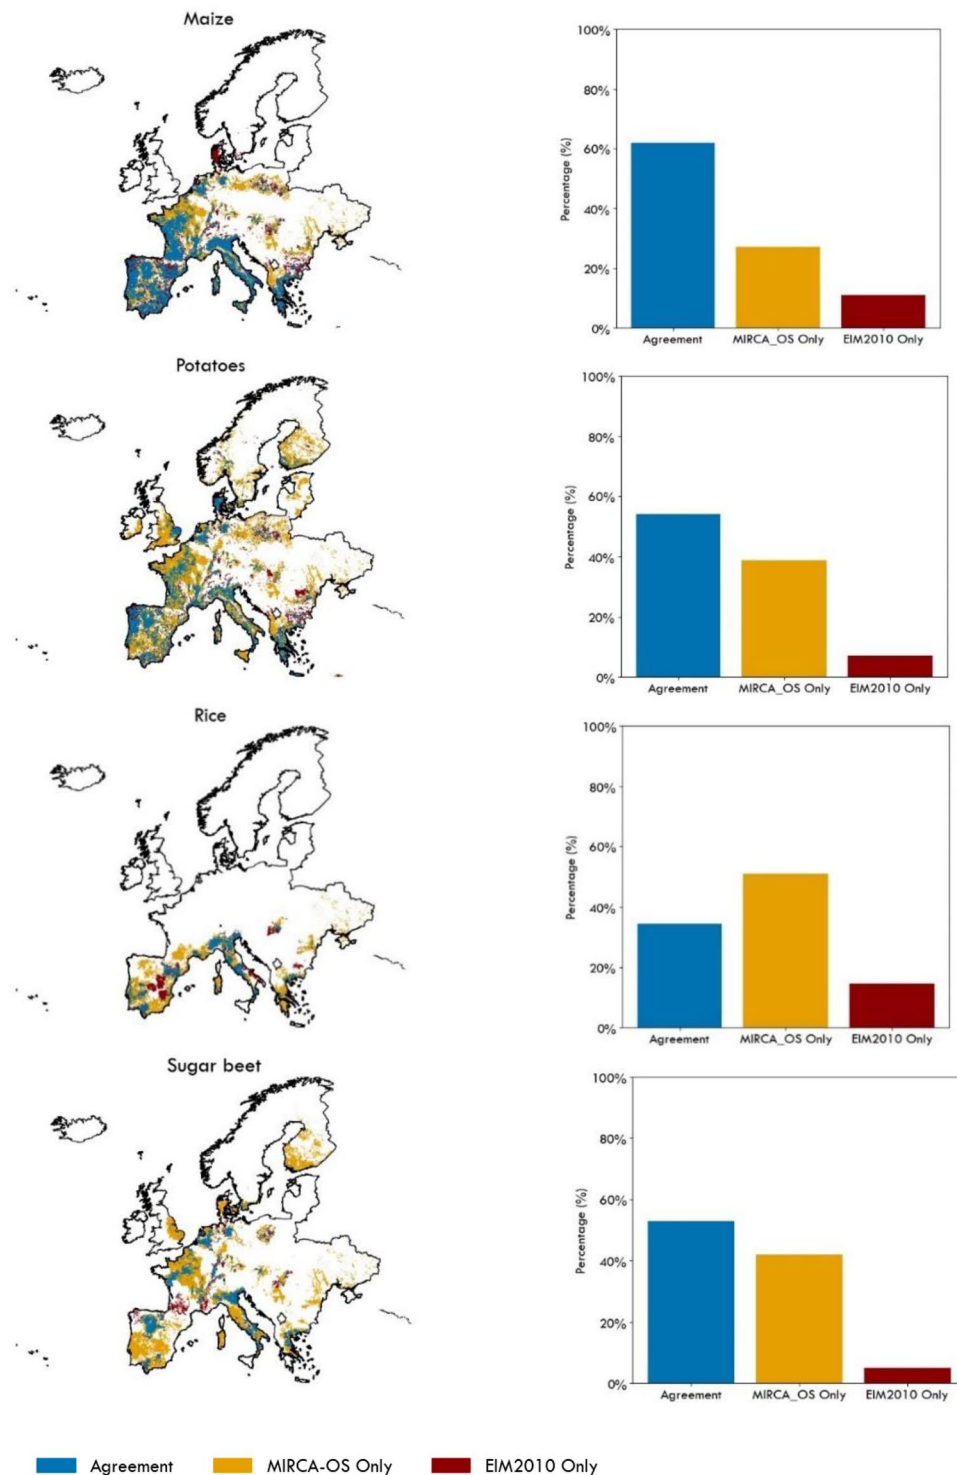 Maize
100%
80%
60%
40%
20%
0%
Percentage (%)
Agreement MIRCA_OS Only EIM2010 Only
Potatoes
100%
80%
60%
40%
20%
0%
Percentage (%)
Agreement MIRCA_OS Only EIM2010 Only
Rice
100%
80%
60%
40%
20%
0%
Percentage (%)
Agreement MIRCA_OS Only EIM2010 Only
Sugar beet
100%
80%
60%
40%
20%
0%
Percentage (%)
Agreement MIRCA_OS Only EIM2010 Only
Agreement MIRCA-OS Only EIM2010 Only